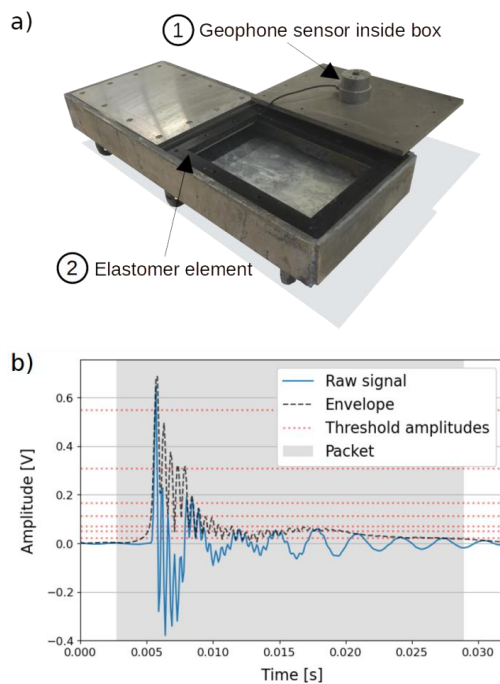 a)
1 Geophone sensor inside box
2 Elastomer element
b)
Raw signal
Envelope
Threshold amplitudes
Packet
Amplitude [V]
0.6
0.4
0.2
0.0
−0.2
−0.4
0.000 0.005 0.010 0.015 0.020 0.025 0.030
Time [s]